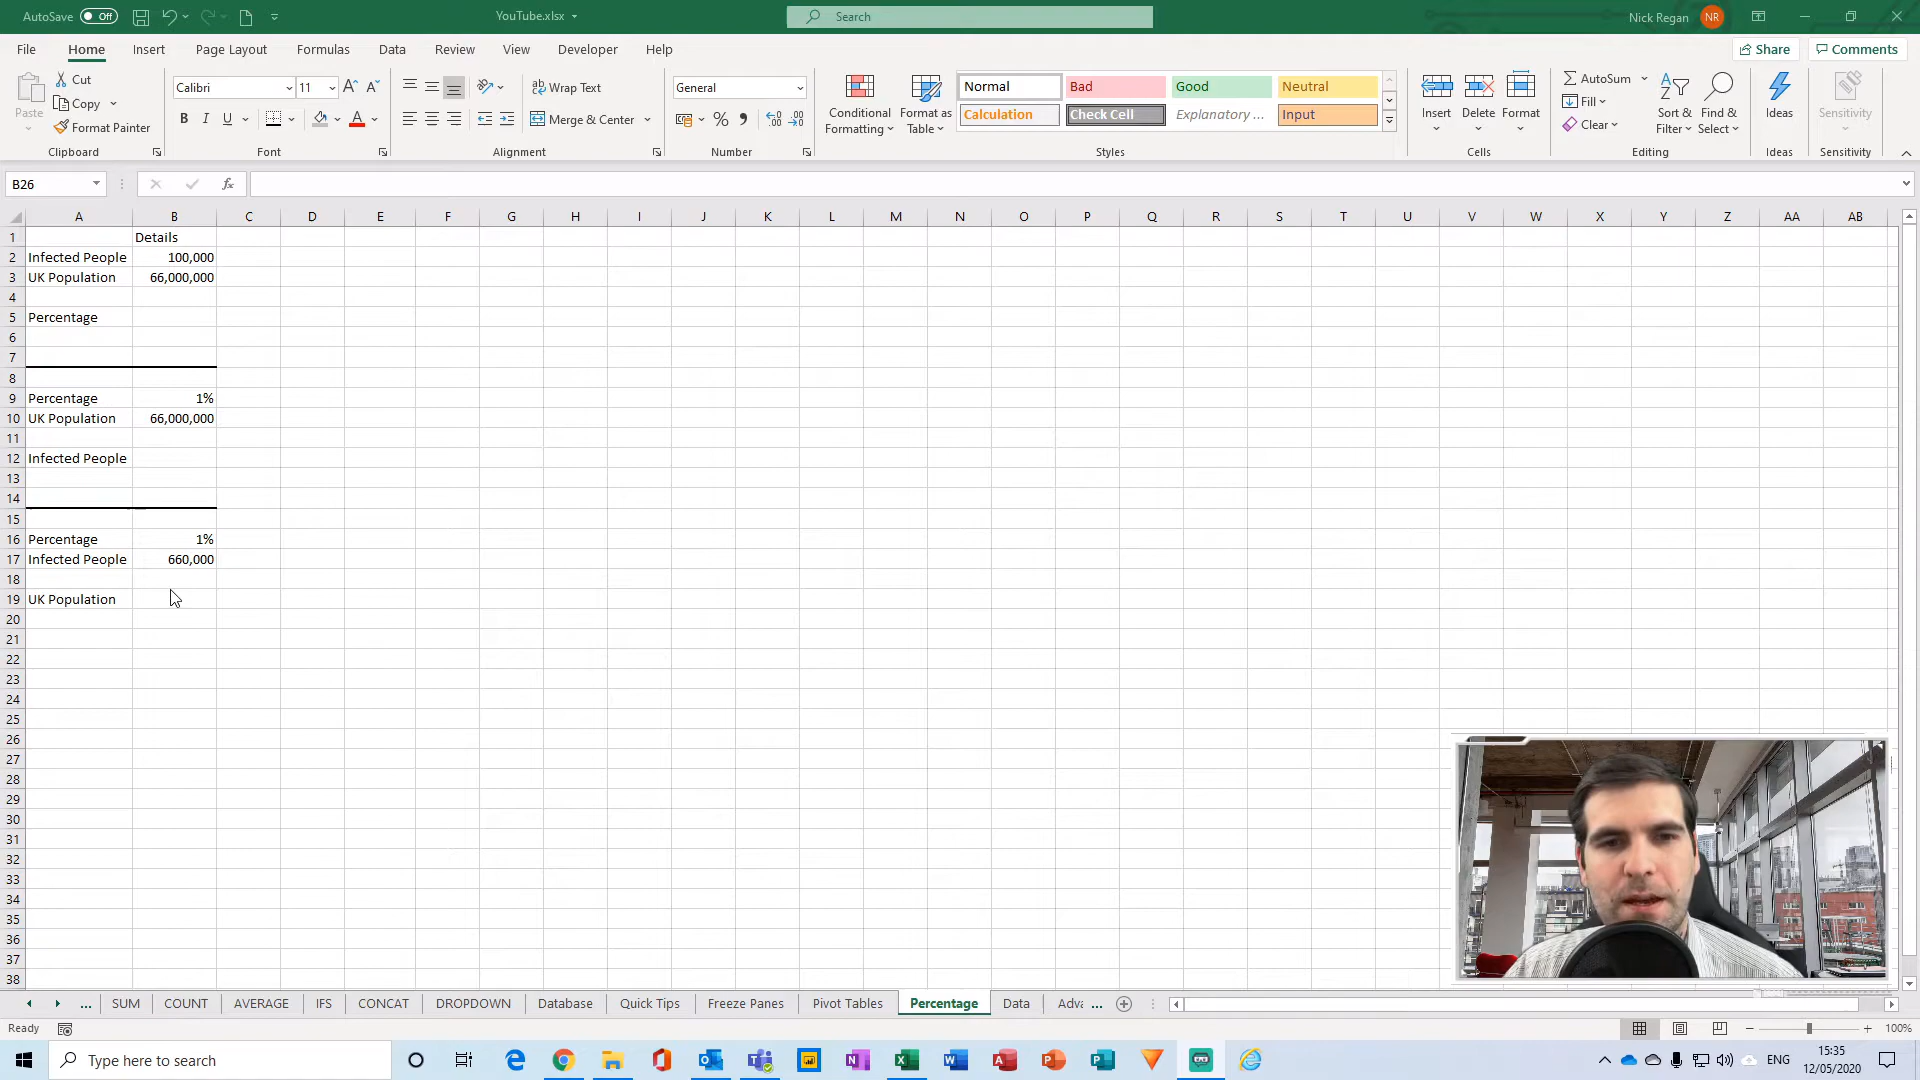 AutoSave Off YouTube.xlsx Search Nick Regan NR
File Home Insert Page Layout Formulas Data Review View Developer Help Share Comments
Paste Cut Copy Format Painter Clipboard
Calibri 11 B I U Font
Wrap Text Merge & Center Alignment
General Number
Conditional Formatting Format as Table Normal Bad Good Neutral Calculation Check Cell Explanatory ... Input Styles
Insert Delete Format Cells
AutoSum Fill Clear Sort & Filter Find & Select Editing
Ideas Ideas
Sensitivity Sensitivity
B26 fx
A B C D E F G H I J K L M N O P Q R S T U V W X Y Z AA AB
1 Details
2 Infected People 100,000
3 UK Population 66,000,000
4
5 Percentage
6
7
8
9 Percentage 1%
10 UK Population 66,000,000
11
12 Infected People
13
14
15
16 Percentage 1%
17 Infected People 660,000
18
19 UK Population
20
21
22
23
24
25
26
27
28
29
30
31
32
33
34
35
36
37
38
... SUM COUNT AVERAGE IFS CONCAT DROPDOWN Database Quick Tips Freeze Panes Pivot Tables Percentage Data Adva ...
Ready 100%
Type here to search ENG 15:35
12/05/2020